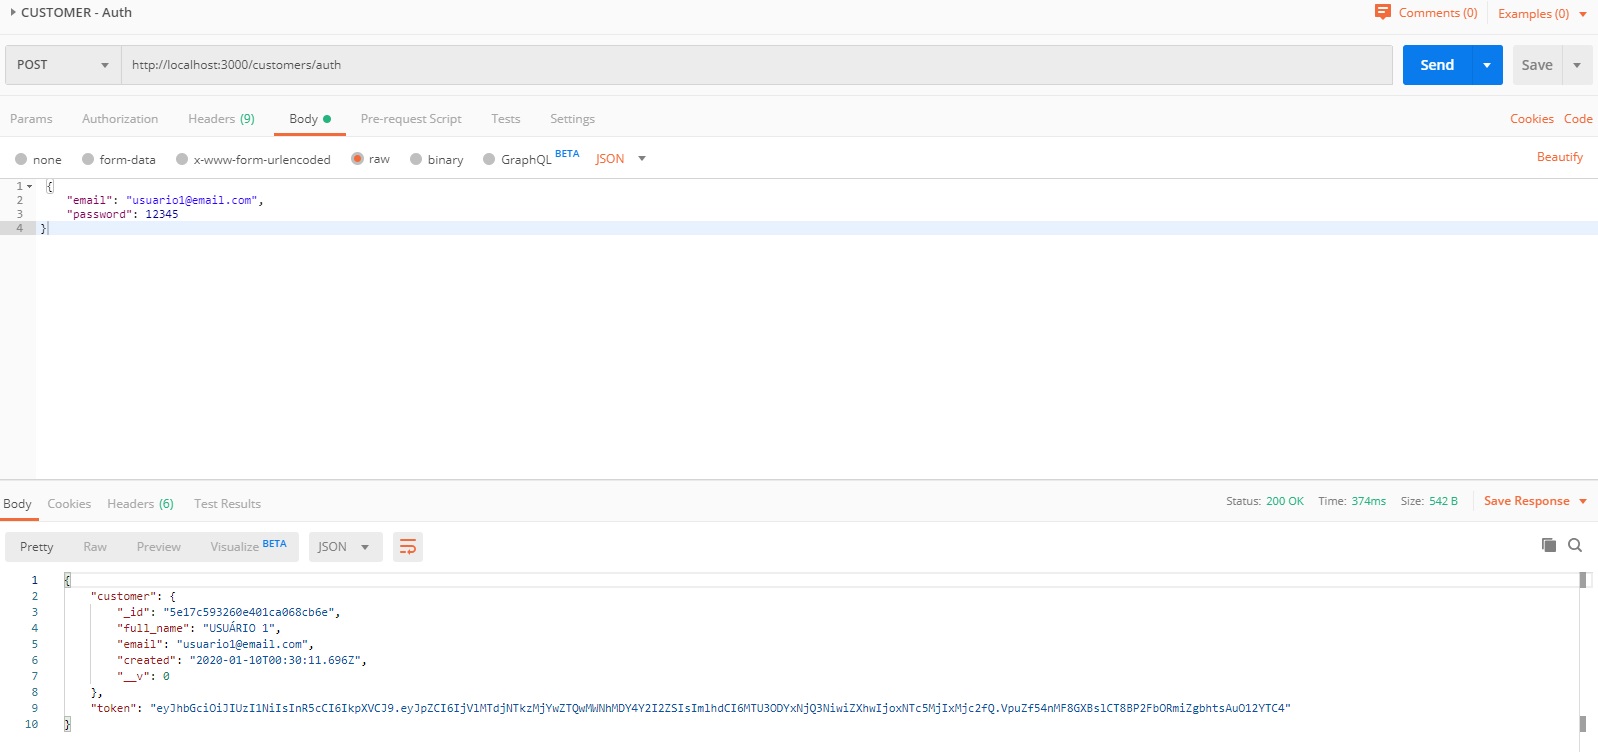 CUSTOMER - Auth
Comments (0) Examples (0)
POST http://localhost:3000/customers/auth Send Save
Params Authorization Headers (9) Body Pre-request Script Tests Settings Cookies Code
none form-data x-www-form-urlencoded raw binary GraphQL BETA JSON Beautify
1 {
2 "email": "usuario1@email.com",
3 "password": 12345
4 }
Body Cookies Headers (6) Test Results Status: 200 OK Time: 374ms Size: 542 B Save Response
Pretty Raw Preview Visualize BETA JSON
1 {
2 "customer": {
3 "_id": "5e17c593260e401ca068cb6e",
4 "full_name": "USUÁRIO 1",
5 "email": "usuario1@email.com",
6 "created": "2020-01-10T00:30:11.696Z",
7 "__v": 0
8 },
9 "token": "eyJhbGciOiJIUzI1NiIsInR5cCI6IkpXVCJ9.eyJpZCI6IjVlMTdjNTkzMjYwZTQwMWNhMDY4Y2I2ZSIsImlhdCI6MTU3ODYxNjQ3NiwiZXhwIjoxNTc5MjIxMjc2fQ.VpuZf54nMF8GXBslCT8BP2FbORmiZgbhtsAuO12YTC4"
10 }